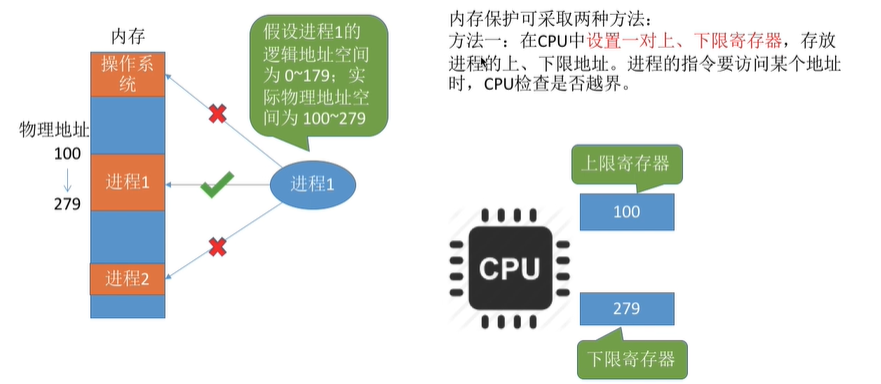 内存
操作系
统
物理地址
100
279
进程1
进程2
假设进程1的
逻辑地址空间
为 0~179；实
际物理地址空
间为 100~279
进程1
内存保护可采取两种方法：
方法一：在CPU中设置一对上、下限寄存器，存放
进程的上、下限地址。进程的指令要访问某个地址
时，CPU检查是否越界。
上限寄存器
100
CPU
279
下限寄存器